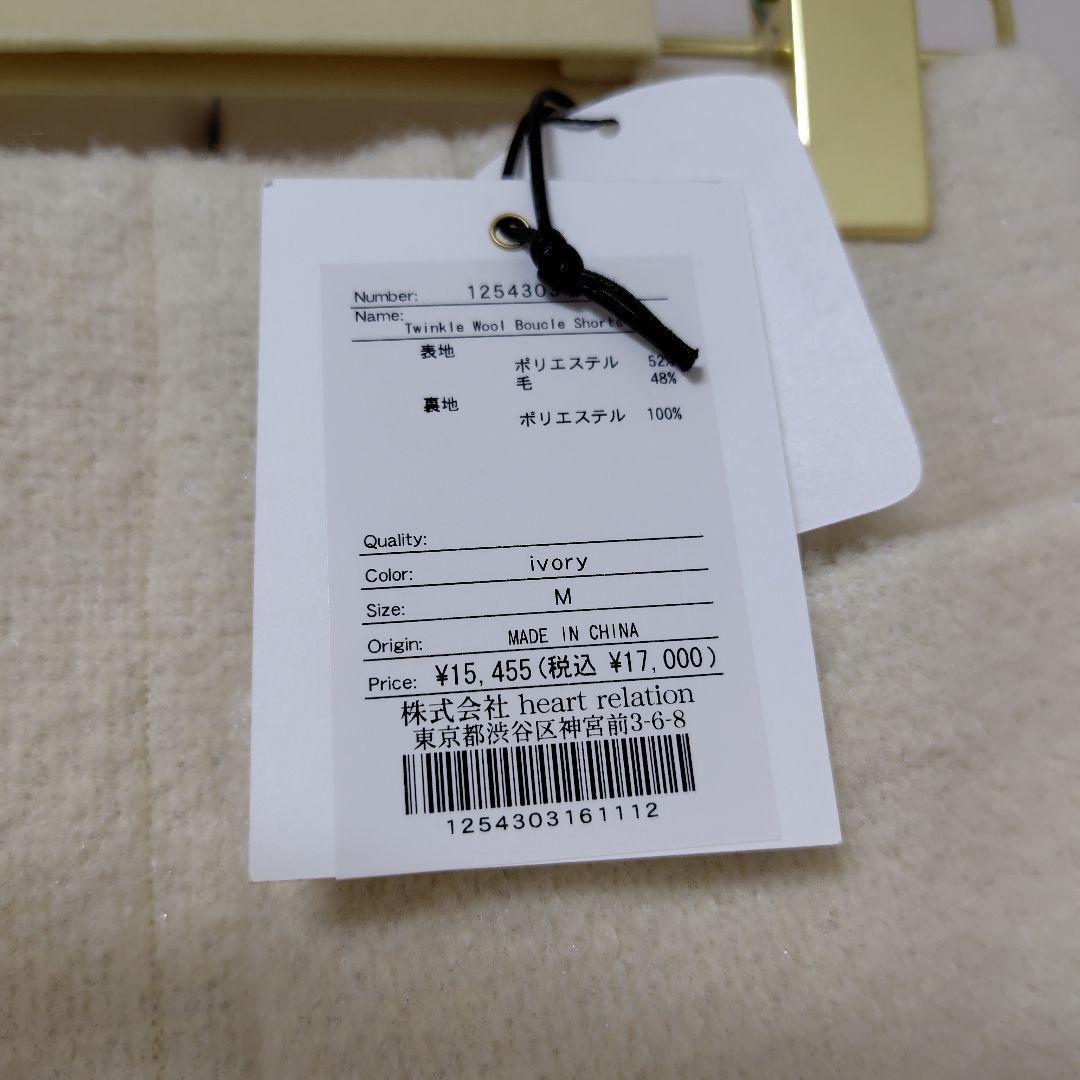 Number: 1254303
Name: Twinkle Wool Boucle Shorts
表地
ポリエステル 52%
毛 48%
裏地
ポリエステル 100%
Quality:
Color: ivory
Size: M
Origin: MADE IN CHINA
Price: ¥15,455(税込 ¥17,000)
株式会社 heart relation
東京都渋谷区神宮前3-6-8
1254303161112